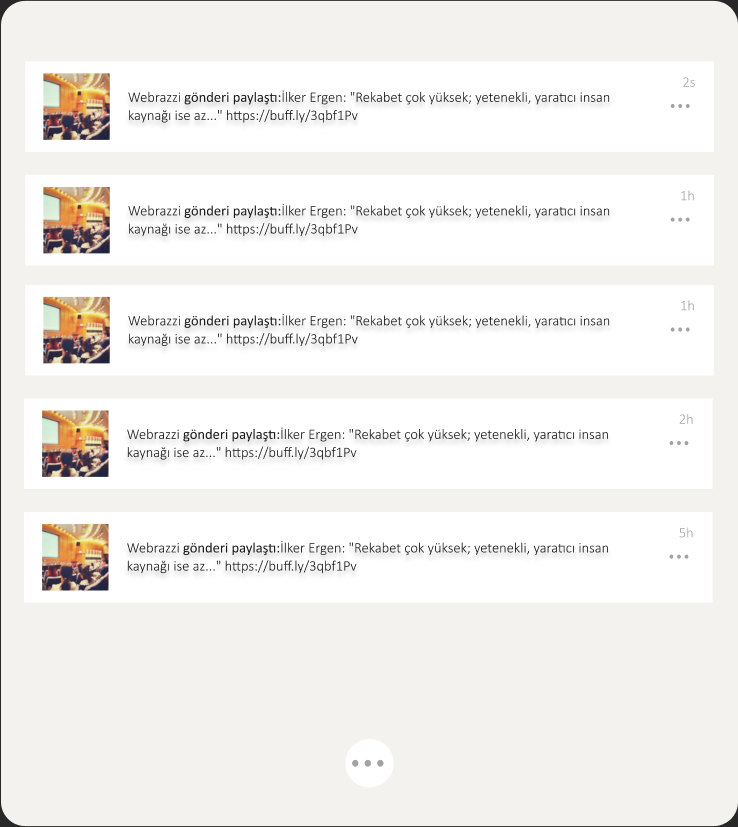 2s
Webrazzi gönderi paylaştı:İlker Ergen: "Rekabet çok yüksek; yetenekli, yaratıcı insan
kaynağı ise az..." https://buff.ly/3qbf1Pv
1h
Webrazzi gönderi paylaştı:İlker Ergen: "Rekabet çok yüksek; yetenekli, yaratıcı insan
kaynağı ise az..." https://buff.ly/3qbf1Pv
1h
Webrazzi gönderi paylaştı:İlker Ergen: "Rekabet çok yüksek; yetenekli, yaratıcı insan
kaynağı ise az..." https://buff.ly/3qbf1Pv
2h
Webrazzi gönderi paylaştı:İlker Ergen: "Rekabet çok yüksek; yetenekli, yaratıcı insan
kaynağı ise az..." https://buff.ly/3qbf1Pv
5h
Webrazzi gönderi paylaştı:İlker Ergen: "Rekabet çok yüksek; yetenekli, yaratıcı insan
kaynağı ise az..." https://buff.ly/3qbf1Pv